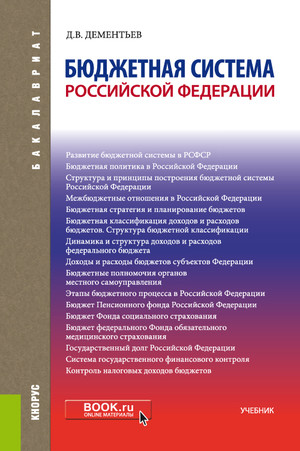 Д.В. ДЕМЕНТЬЕВ
БЮДЖЕТНАЯ СИСТЕМА
РОССИЙСКОЙ ФЕДЕРАЦИИ
БАКАЛАВРИАТ
Развитие бюджетной системы в РСФСР
Бюджетная политика в Российской Федерации
Структура и принципы построения бюджетной системы
Российской Федерации
Межбюджетные отношения в Российской Федерации
Бюджетная стратегия и планирование бюджетов
Бюджетная классификация доходов и расходов
бюджетов. Структура бюджетной классификации
Динамика и структура доходов и расходов
федерального бюджета
Доходы и расходы бюджетов субъектов Федерации
Бюджетные полномочия органов
местного самоуправления
Этапы бюджетного процесса в Российской Федерации
Бюджет Пенсионного фонда Российской Федерации
Бюджет Фонда социального страхования
Бюджет федерального Фонда обязательного
медицинского страхования
Государственный долг Российской Федерации
Система государственного финансового контроля
Контроль налоговых доходов бюджетов
КНОРУС
BOOK.ru
ONLINE МАТЕРИАЛЫ
УЧЕБНИК